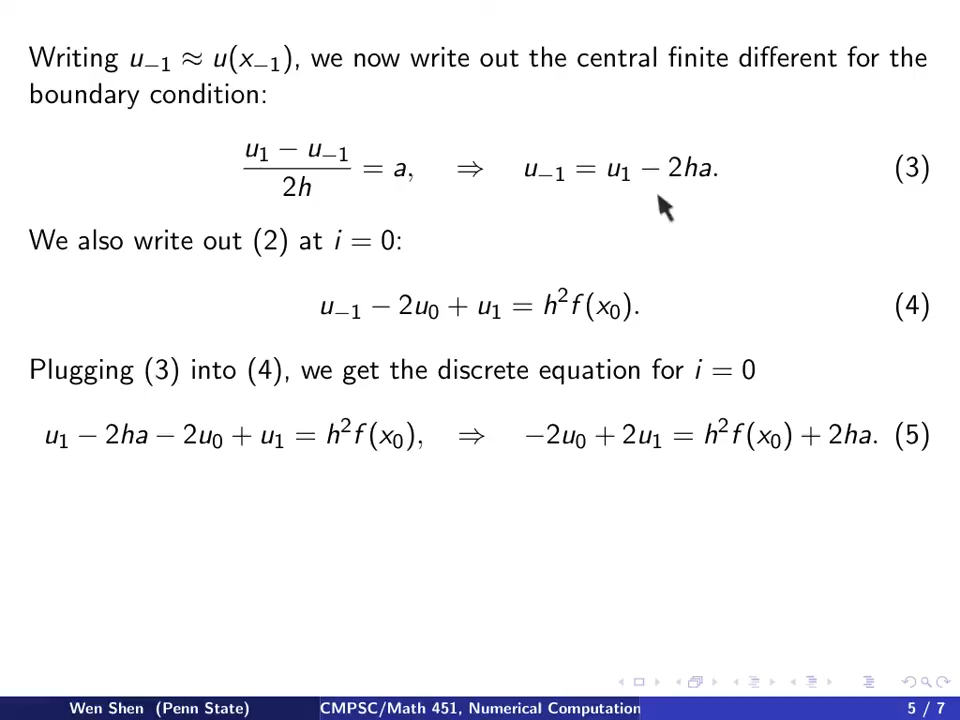 Writing u₋₁ ≈ u(x₋₁), we now write out the central finite different for the
boundary condition:
(u₁ − u₋₁) / 2h = a, ⇒ u₋₁ = u₁ − 2ha. (3)
We also write out (2) at i = 0:
u₋₁ − 2u₀ + u₁ = h²f(x₀). (4)
Plugging (3) into (4), we get the discrete equation for i = 0
u₁ − 2ha − 2u₀ + u₁ = h²f(x₀), ⇒ −2u₀ + 2u₁ = h²f(x₀) + 2ha. (5)
Wen Shen (Penn State) CMPSC/Math 451, Numerical Computation 5 / 7